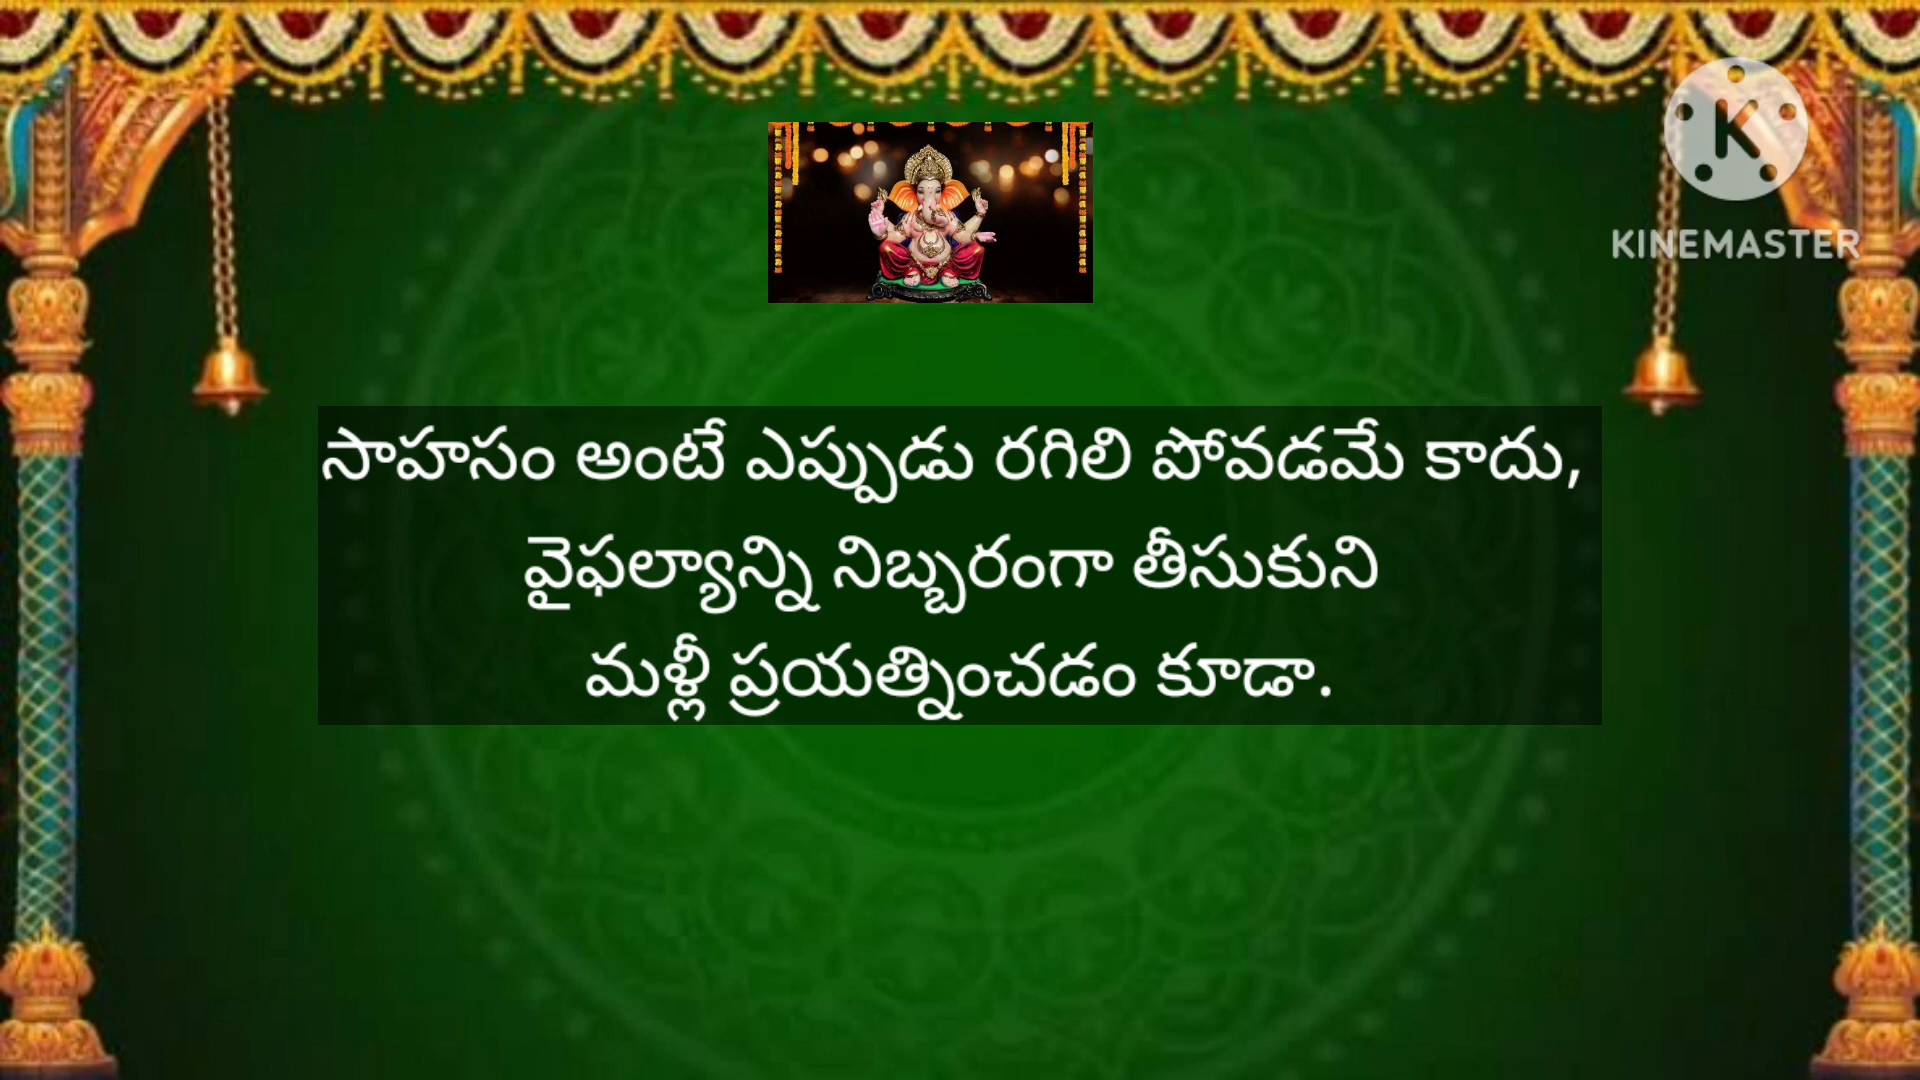 KINEMASTER
సాహసం అంటే ఎప్పుడు రగిలి పోవడమే కాదు,
వైఫల్యాన్ని నిబ్బరంగా తీసుకుని
మళ్లీ ప్రయత్నించడం కూడా.